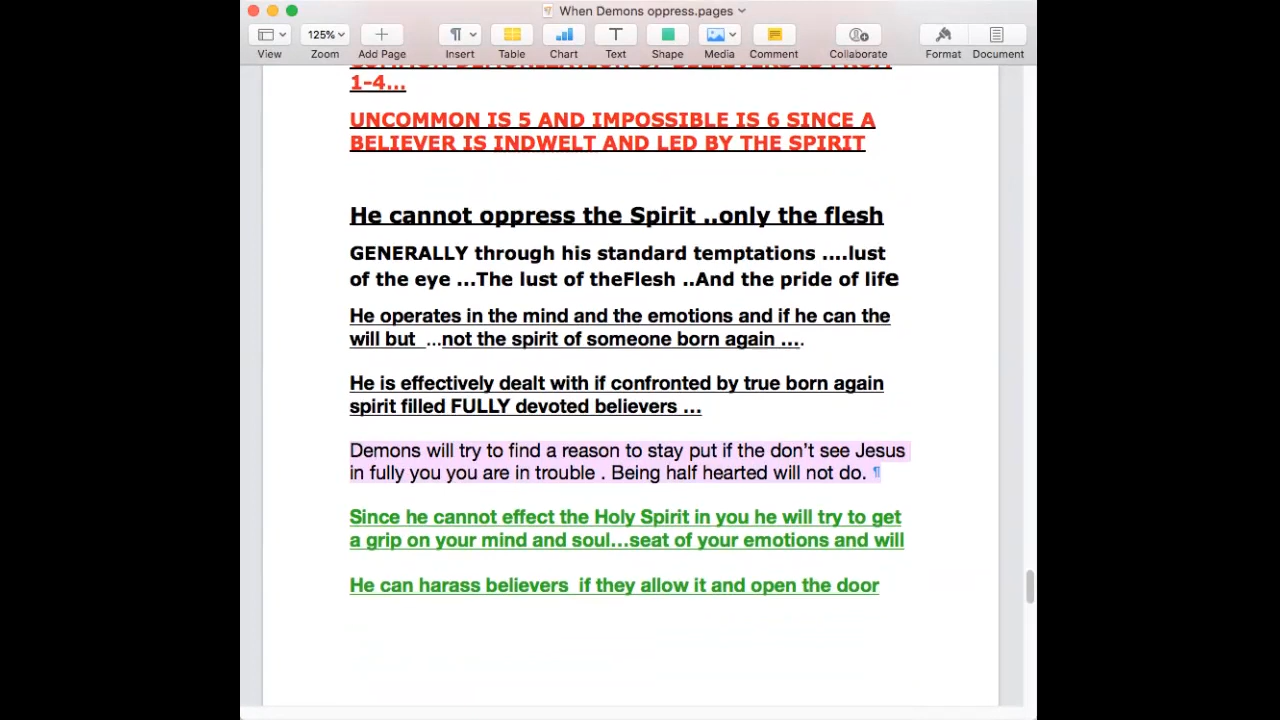 When Demons oppress.pages
125%
View
Zoom
Add Page
Insert
Table
Chart
Text
Shape
Media
Comment
Collaborate
Format
Document
COMMON DEMONIZATION OF BELIEVERS IS FROM
1-4...
UNCOMMON IS 5 AND IMPOSSIBLE IS 6 SINCE A
BELIEVER IS INDWELT AND LED BY THE SPIRIT
He cannot oppress the Spirit ..only the flesh
GENERALLY through his standard temptations ....lust
of the eye ...The lust of theFlesh ..And the pride of life
He operates in the mind and the emotions and if he can the
will but ...not the spirit of someone born again ....
He is effectively dealt with if confronted by true born again
spirit filled FULLY devoted believers ...
Demons will try to find a reason to stay put if the don't see Jesus
in fully you you are in trouble . Being half hearted will not do. ¶
Since he cannot effect the Holy Spirit in you he will try to get
a grip on your mind and soul...seat of your emotions and will
He can harass believers  if they allow it and open the door